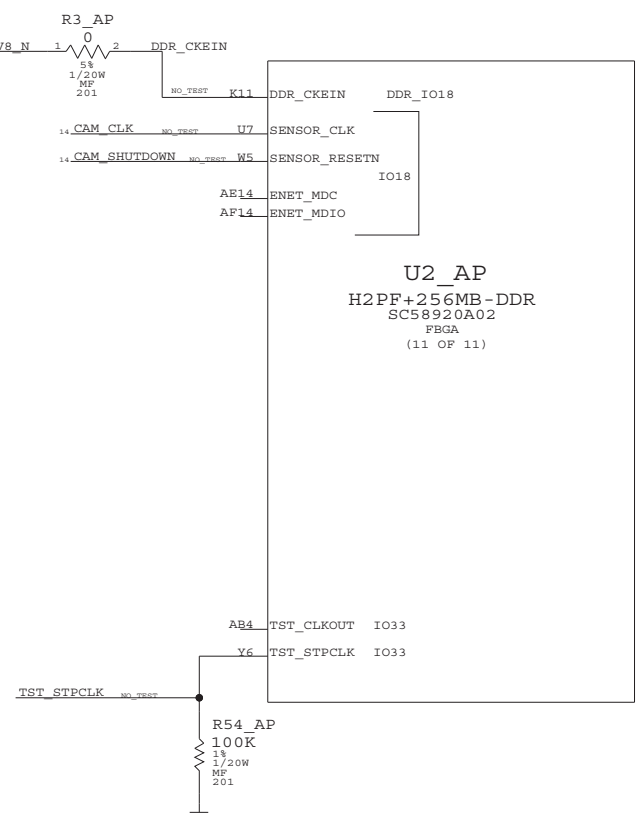 R3_AP
0
V8_N 1 2 DDR_CKEIN
5%
1/20W
MF
201
NO_TEST K11 DDR_CKEIN DDR_IO18
14 CAM_CLK NO_TEST U7 SENSOR_CLK
14 CAM_SHUTDOWN NO_TEST W5 SENSOR_RESETN
IO18
AE14 ENET_MDC
AF14 ENET_MDIO
U2_AP
H2PF+256MB-DDR
SC58920A02
FBGA
(11 OF 11)
AB4 TST_CLKOUT IO33
Y6 TST_STPCLK IO33
TST_STPCLK NO_TEST
R54_AP
100K
1%
1/20W
MF
201